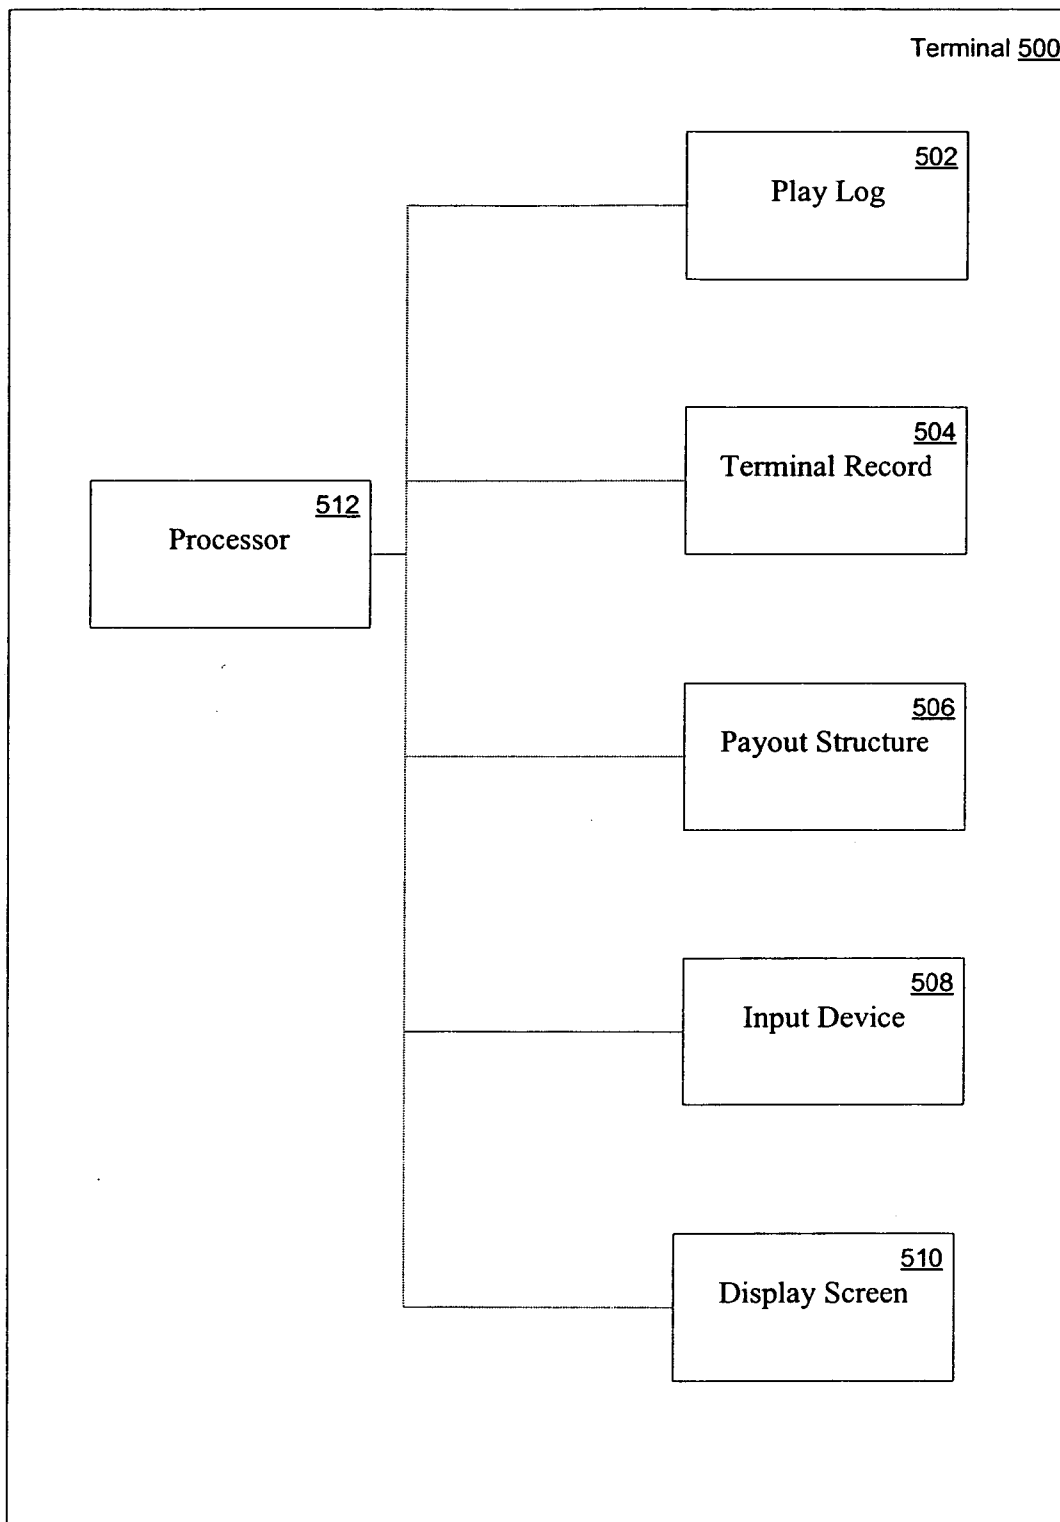 Terminal 500
502
Play Log
504
Terminal Record
512
Processor
506
Payout Structure
508
Input Device
510
Display Screen